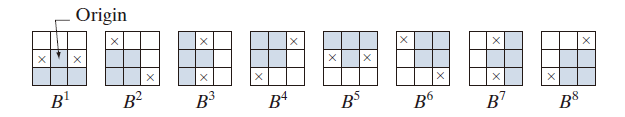 Origin
B¹ B² B³ B⁴ B⁵ B⁶ B⁷ B⁸